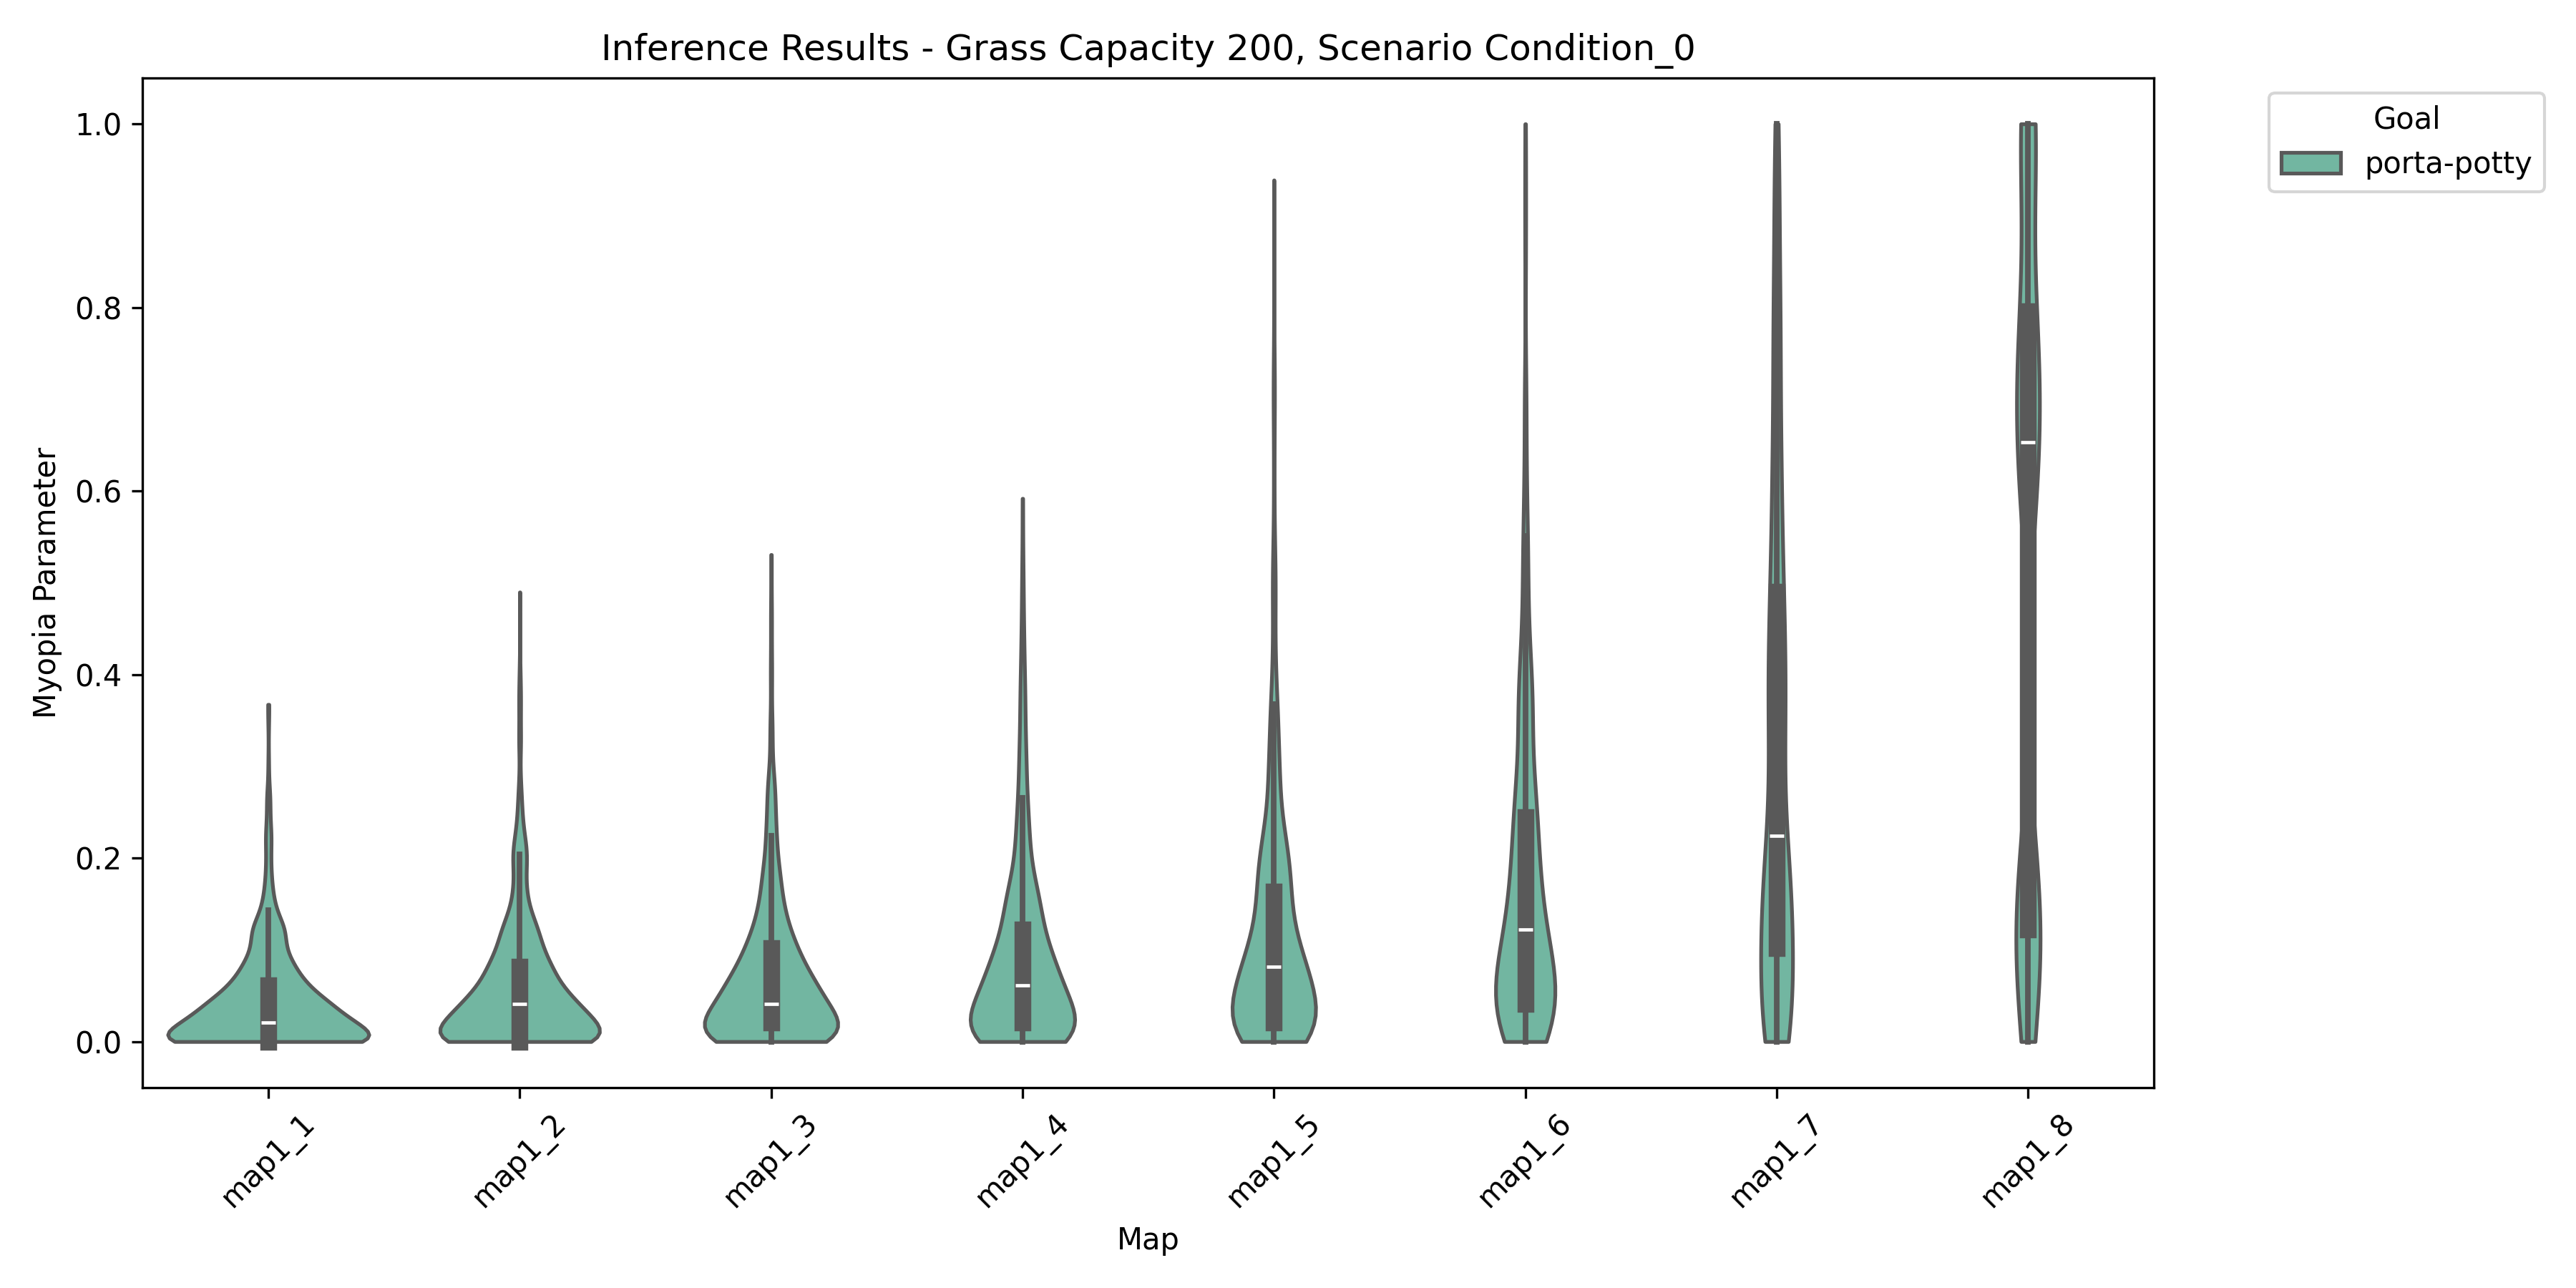 Inference Results - Grass Capacity 200, Scenario Condition_0
Goal
porta-potty
Myopia Parameter
1.0
0.8
0.6
0.4
0.2
0.0
map1_1
map1_2
map1_3
map1_4
map1_5
map1_6
map1_7
map1_8
Map